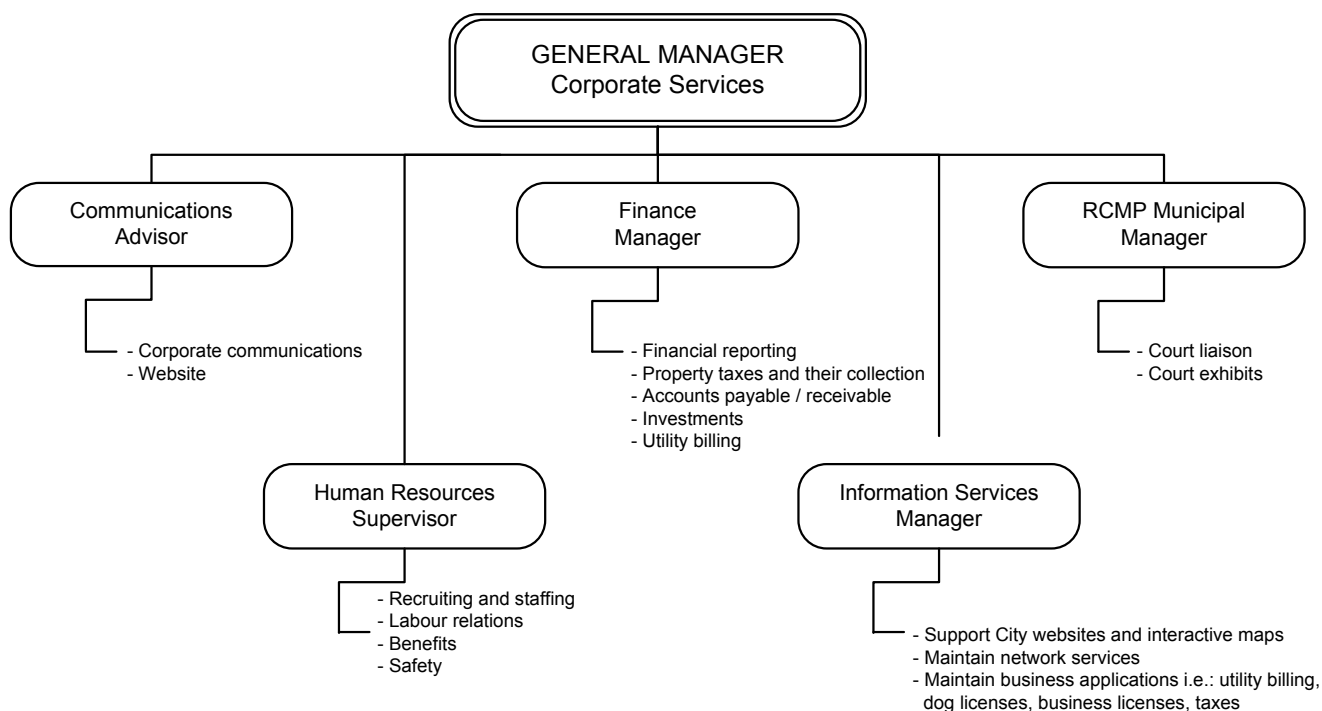 GENERAL MANAGER
Corporate Services
Communications
Advisor
Finance
Manager
RCMP Municipal
Manager
- Corporate communications
- Website
- Financial reporting
- Property taxes and their collection
- Accounts payable / receivable
- Investments
- Utility billing
- Court liaison
- Court exhibits
Human Resources
Supervisor
Information Services
Manager
- Recruiting and staffing
- Labour relations
- Benefits
- Safety
- Support City websites and interactive maps
- Maintain network services
- Maintain business applications i.e.: utility billing,
dog licenses, business licenses, taxes